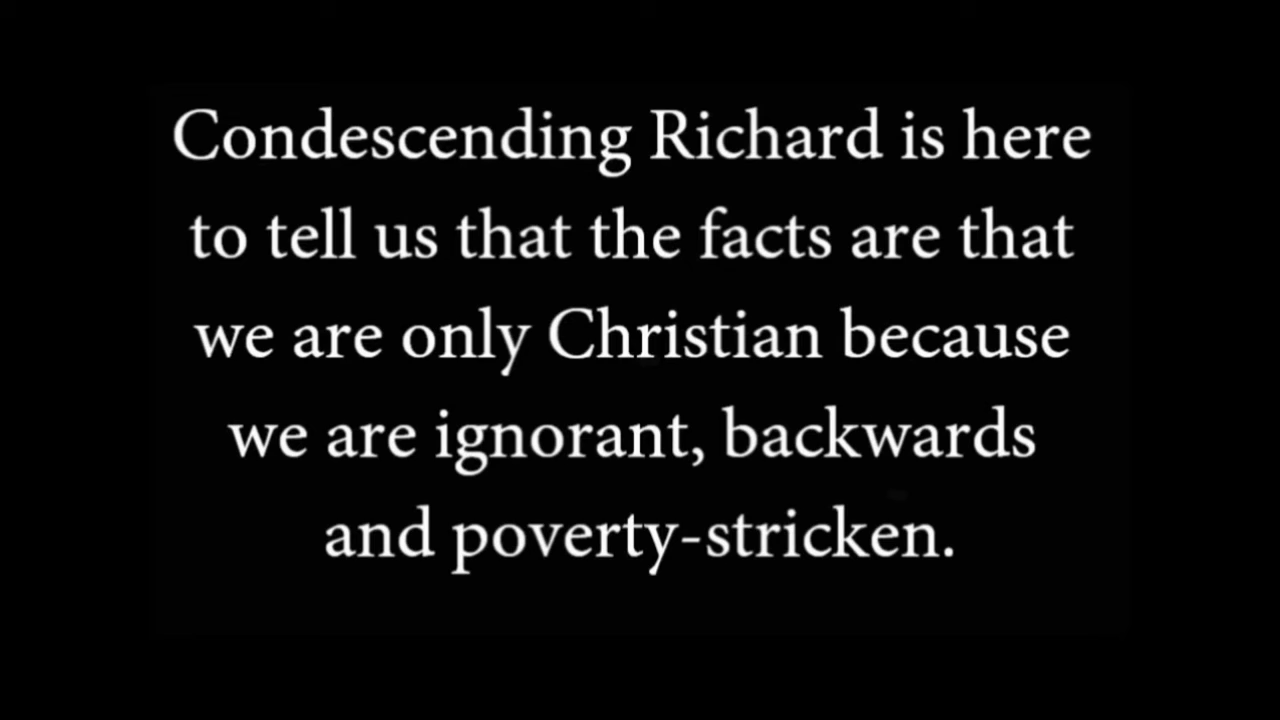 Condescending Richard is here
to tell us that the facts are that
we are only Christian because
we are ignorant, backwards
and poverty-stricken.